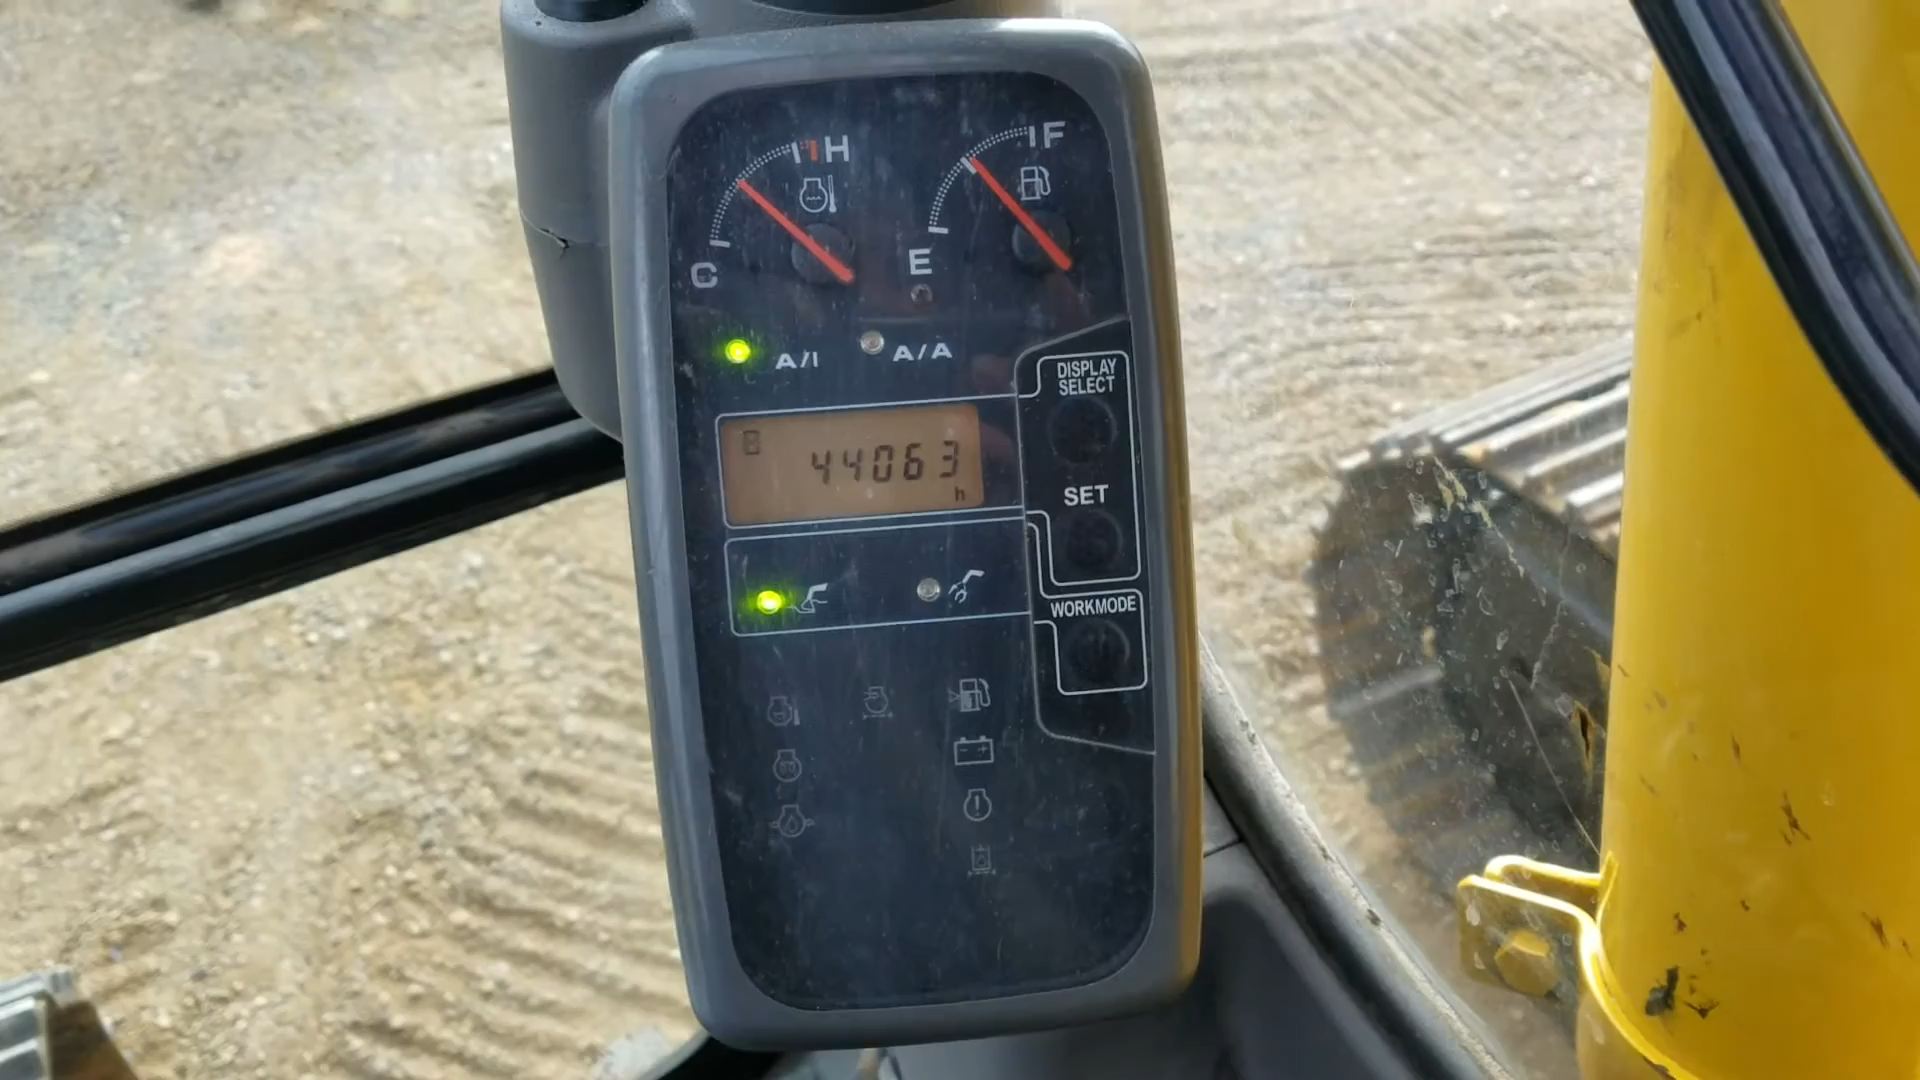 H
F
C
E
A/I
A/A
DISPLAY
SELECT
44063
h
SET
WORKMODE